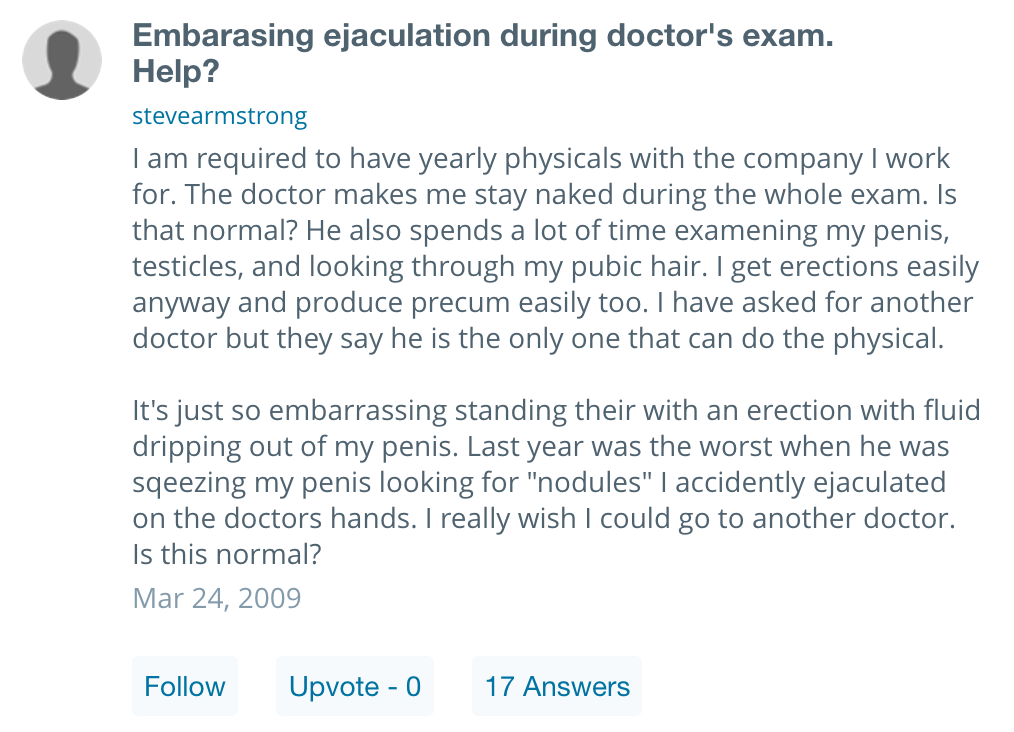 Embarasing ejaculation during doctor's exam.
Help?
stevearmstrong
I am required to have yearly physicals with the company I work
for. The doctor makes me stay naked during the whole exam. Is
that normal? He also spends a lot of time examening my penis,
testicles, and looking through my pubic hair. I get erections easily
anyway and produce precum easily too. I have asked for another
doctor but they say he is the only one that can do the physical.
It's just so embarrassing standing their with an erection with fluid
dripping out of my penis. Last year was the worst when he was
sqeezing my penis looking for "nodules" I accidently ejaculated
on the doctors hands. I really wish I could go to another doctor.
Is this normal?
Mar 24, 2009
Follow
Upvote - 0
17 Answers